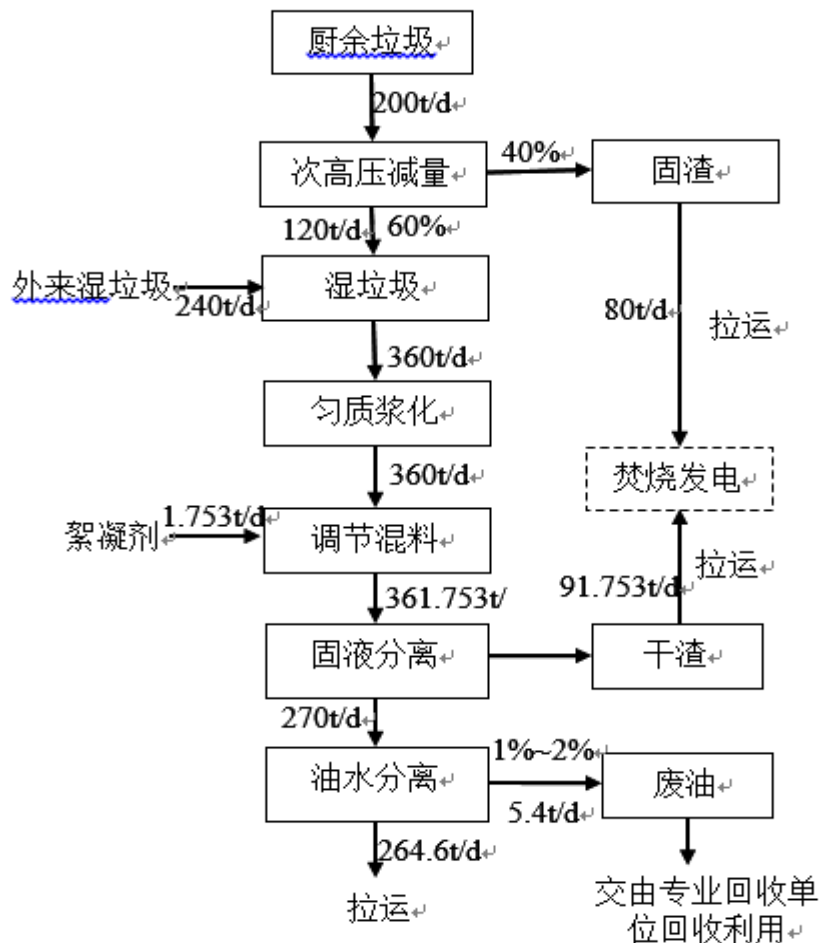 厨余垃圾
200t/d
次高压减量
40%
固渣
120t/d
60%
外来湿垃圾
240t/d
湿垃圾
80t/d
拉运
360t/d
匀质浆化
焚烧发电
360t/d
絮凝剂
1.753t/d
调节混料
91.753t/d
拉运
361.753t/
固液分离
干渣
270t/d
油水分离
1%~2%
5.4t/d
废油
264.6t/d
拉运
交由专业回收单
位回收利用